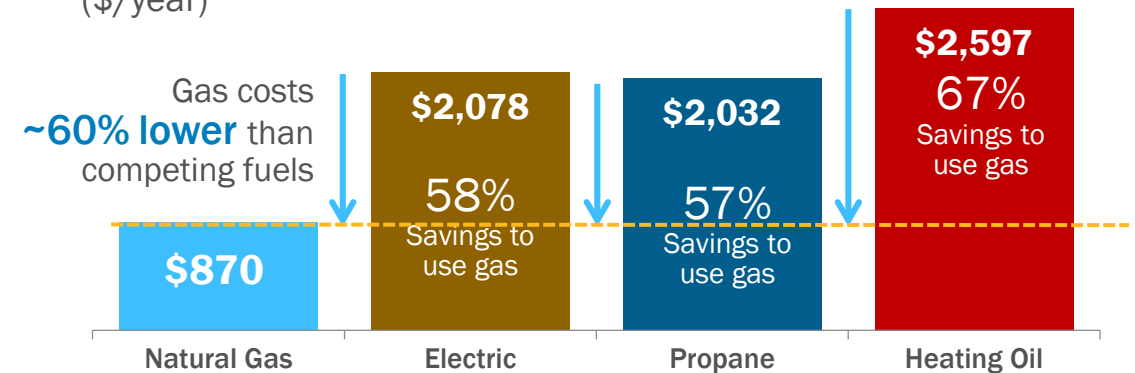 ($/year)
Gas costs
~60% lower than
competing fuels
$870
$2,078
58%
Savings to
use gas
$2,032
57%
Savings to
use gas
$2,597
67%
Savings to
use gas
Natural Gas
Electric
Propane
Heating Oil